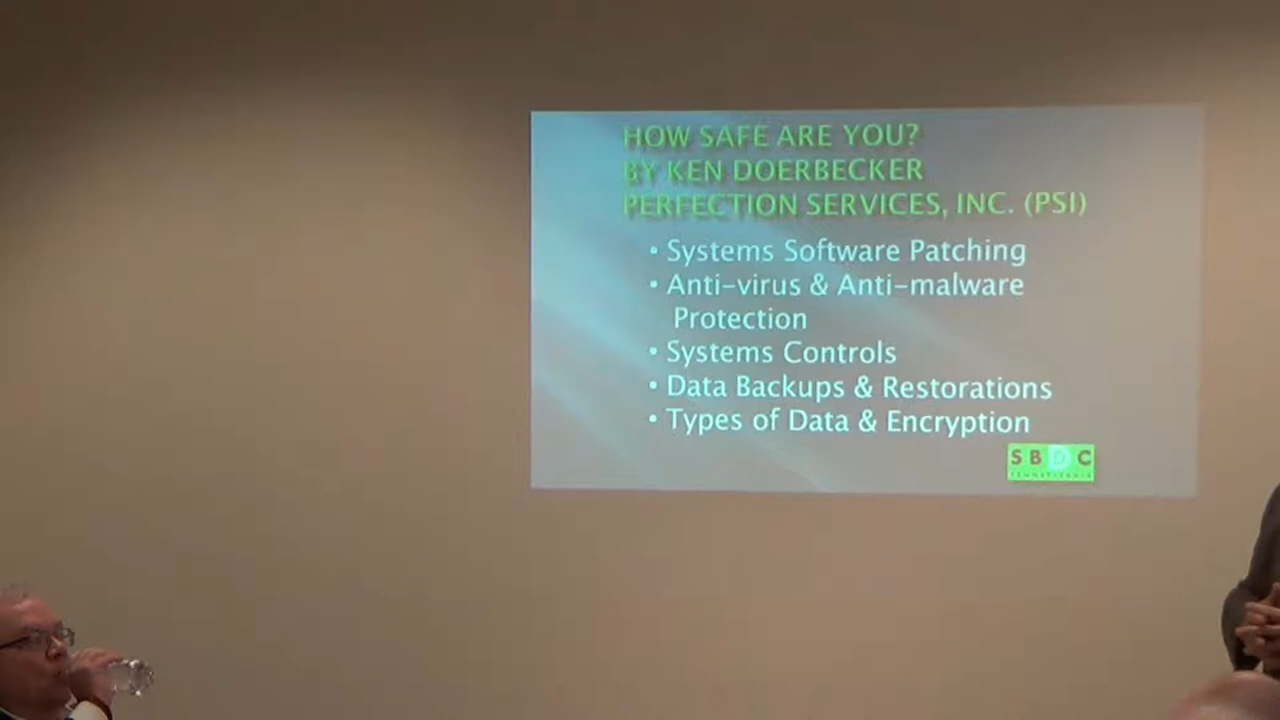 HOW SAFE ARE YOU?
BY KEN DOERBECKER
PERFECTION SERVICES, INC. (PSI)
• Systems Software Patching
• Anti-virus & Anti-malware
Protection
• Systems Controls
• Data Backups & Restorations
• Types of Data & Encryption
SBDC
PENNSYLVANIA